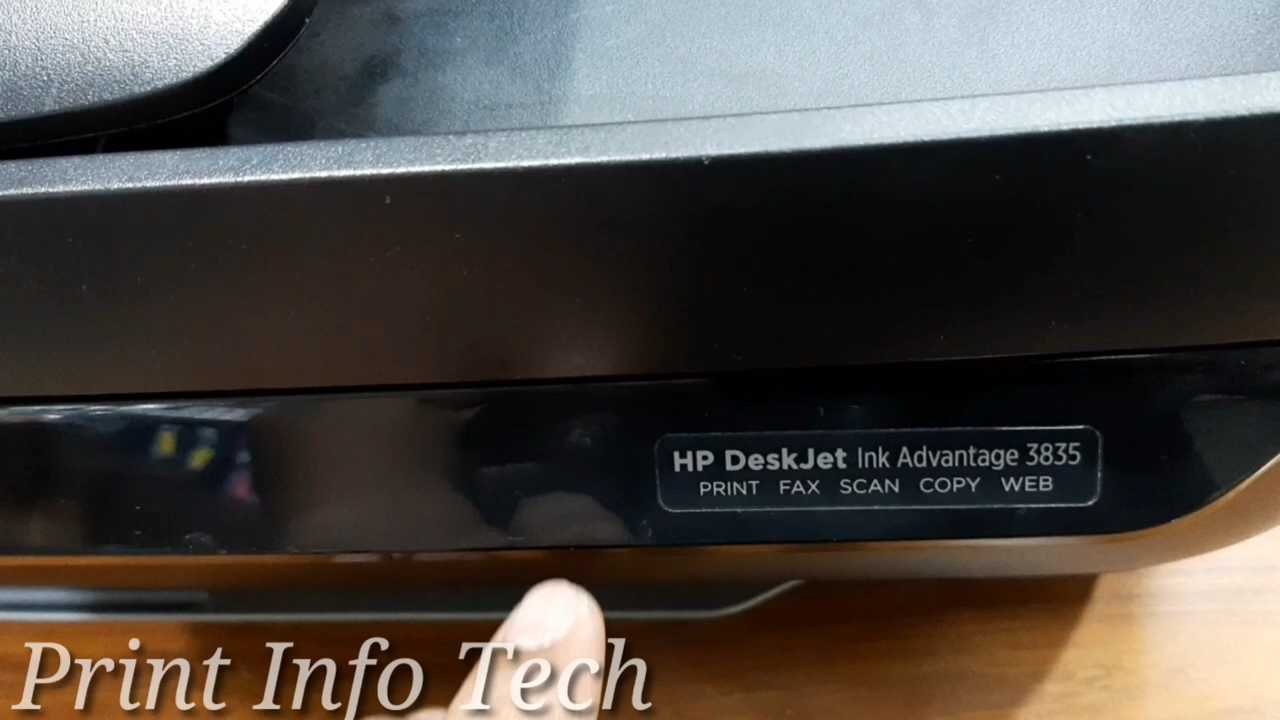 HP DeskJet Ink Advantage 3835
PRINT FAX SCAN COPY WEB
Print Info Tech